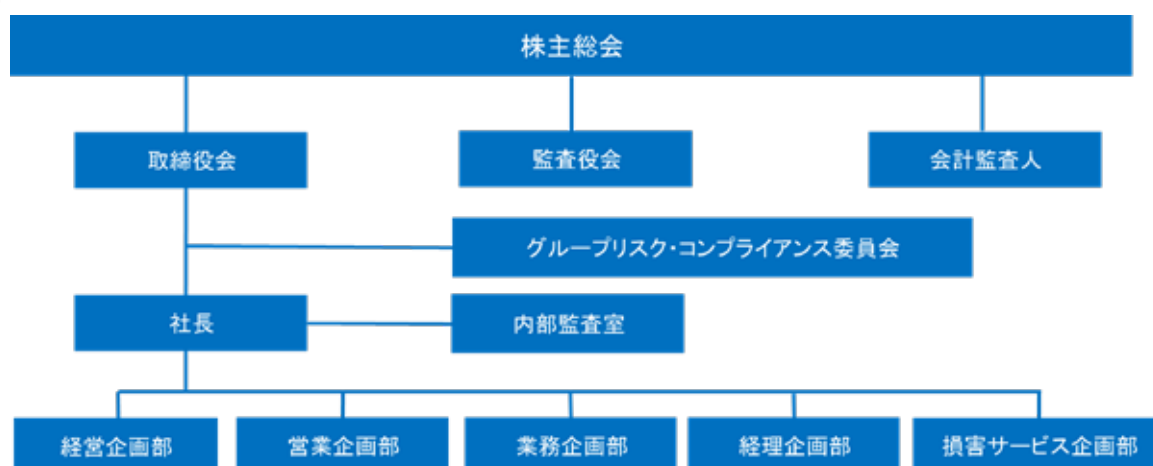 株主総会
取締役会
監査役会
会計監査人
グループリスク・コンプライアンス委員会
社長
内部監査室
経営企画部
営業企画部
業務企画部
経理企画部
損害サービス企画部